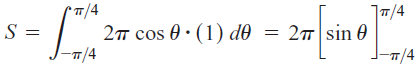 S = ∫_{-π/4}^{π/4} 2π cos θ · (1) dθ = 2π[sin θ]_{-π/4}^{π/4}